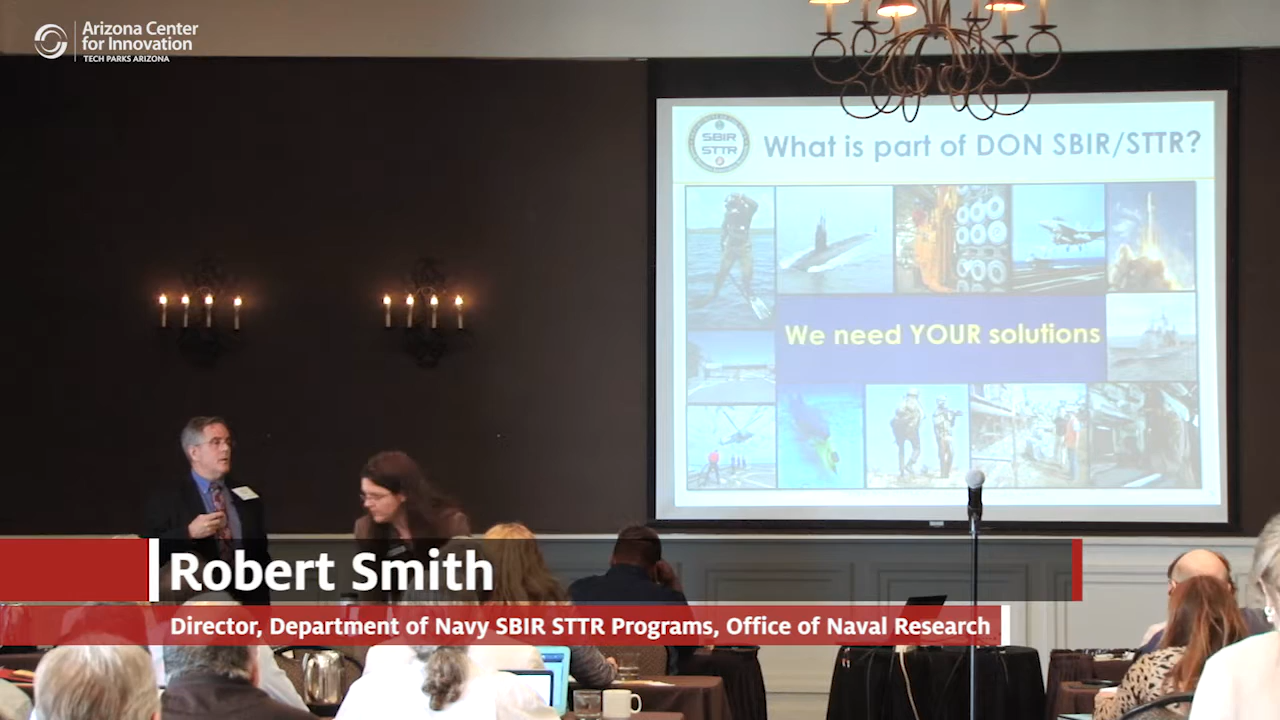 Arizona Center
for Innovation
TECH PARKS ARIZONA
SBIR
STTR
What is part of DON SBIR/STTR?
We need YOUR solutions
Robert Smith
Director, Department of Navy SBIR STTR Programs, Office of Naval Research